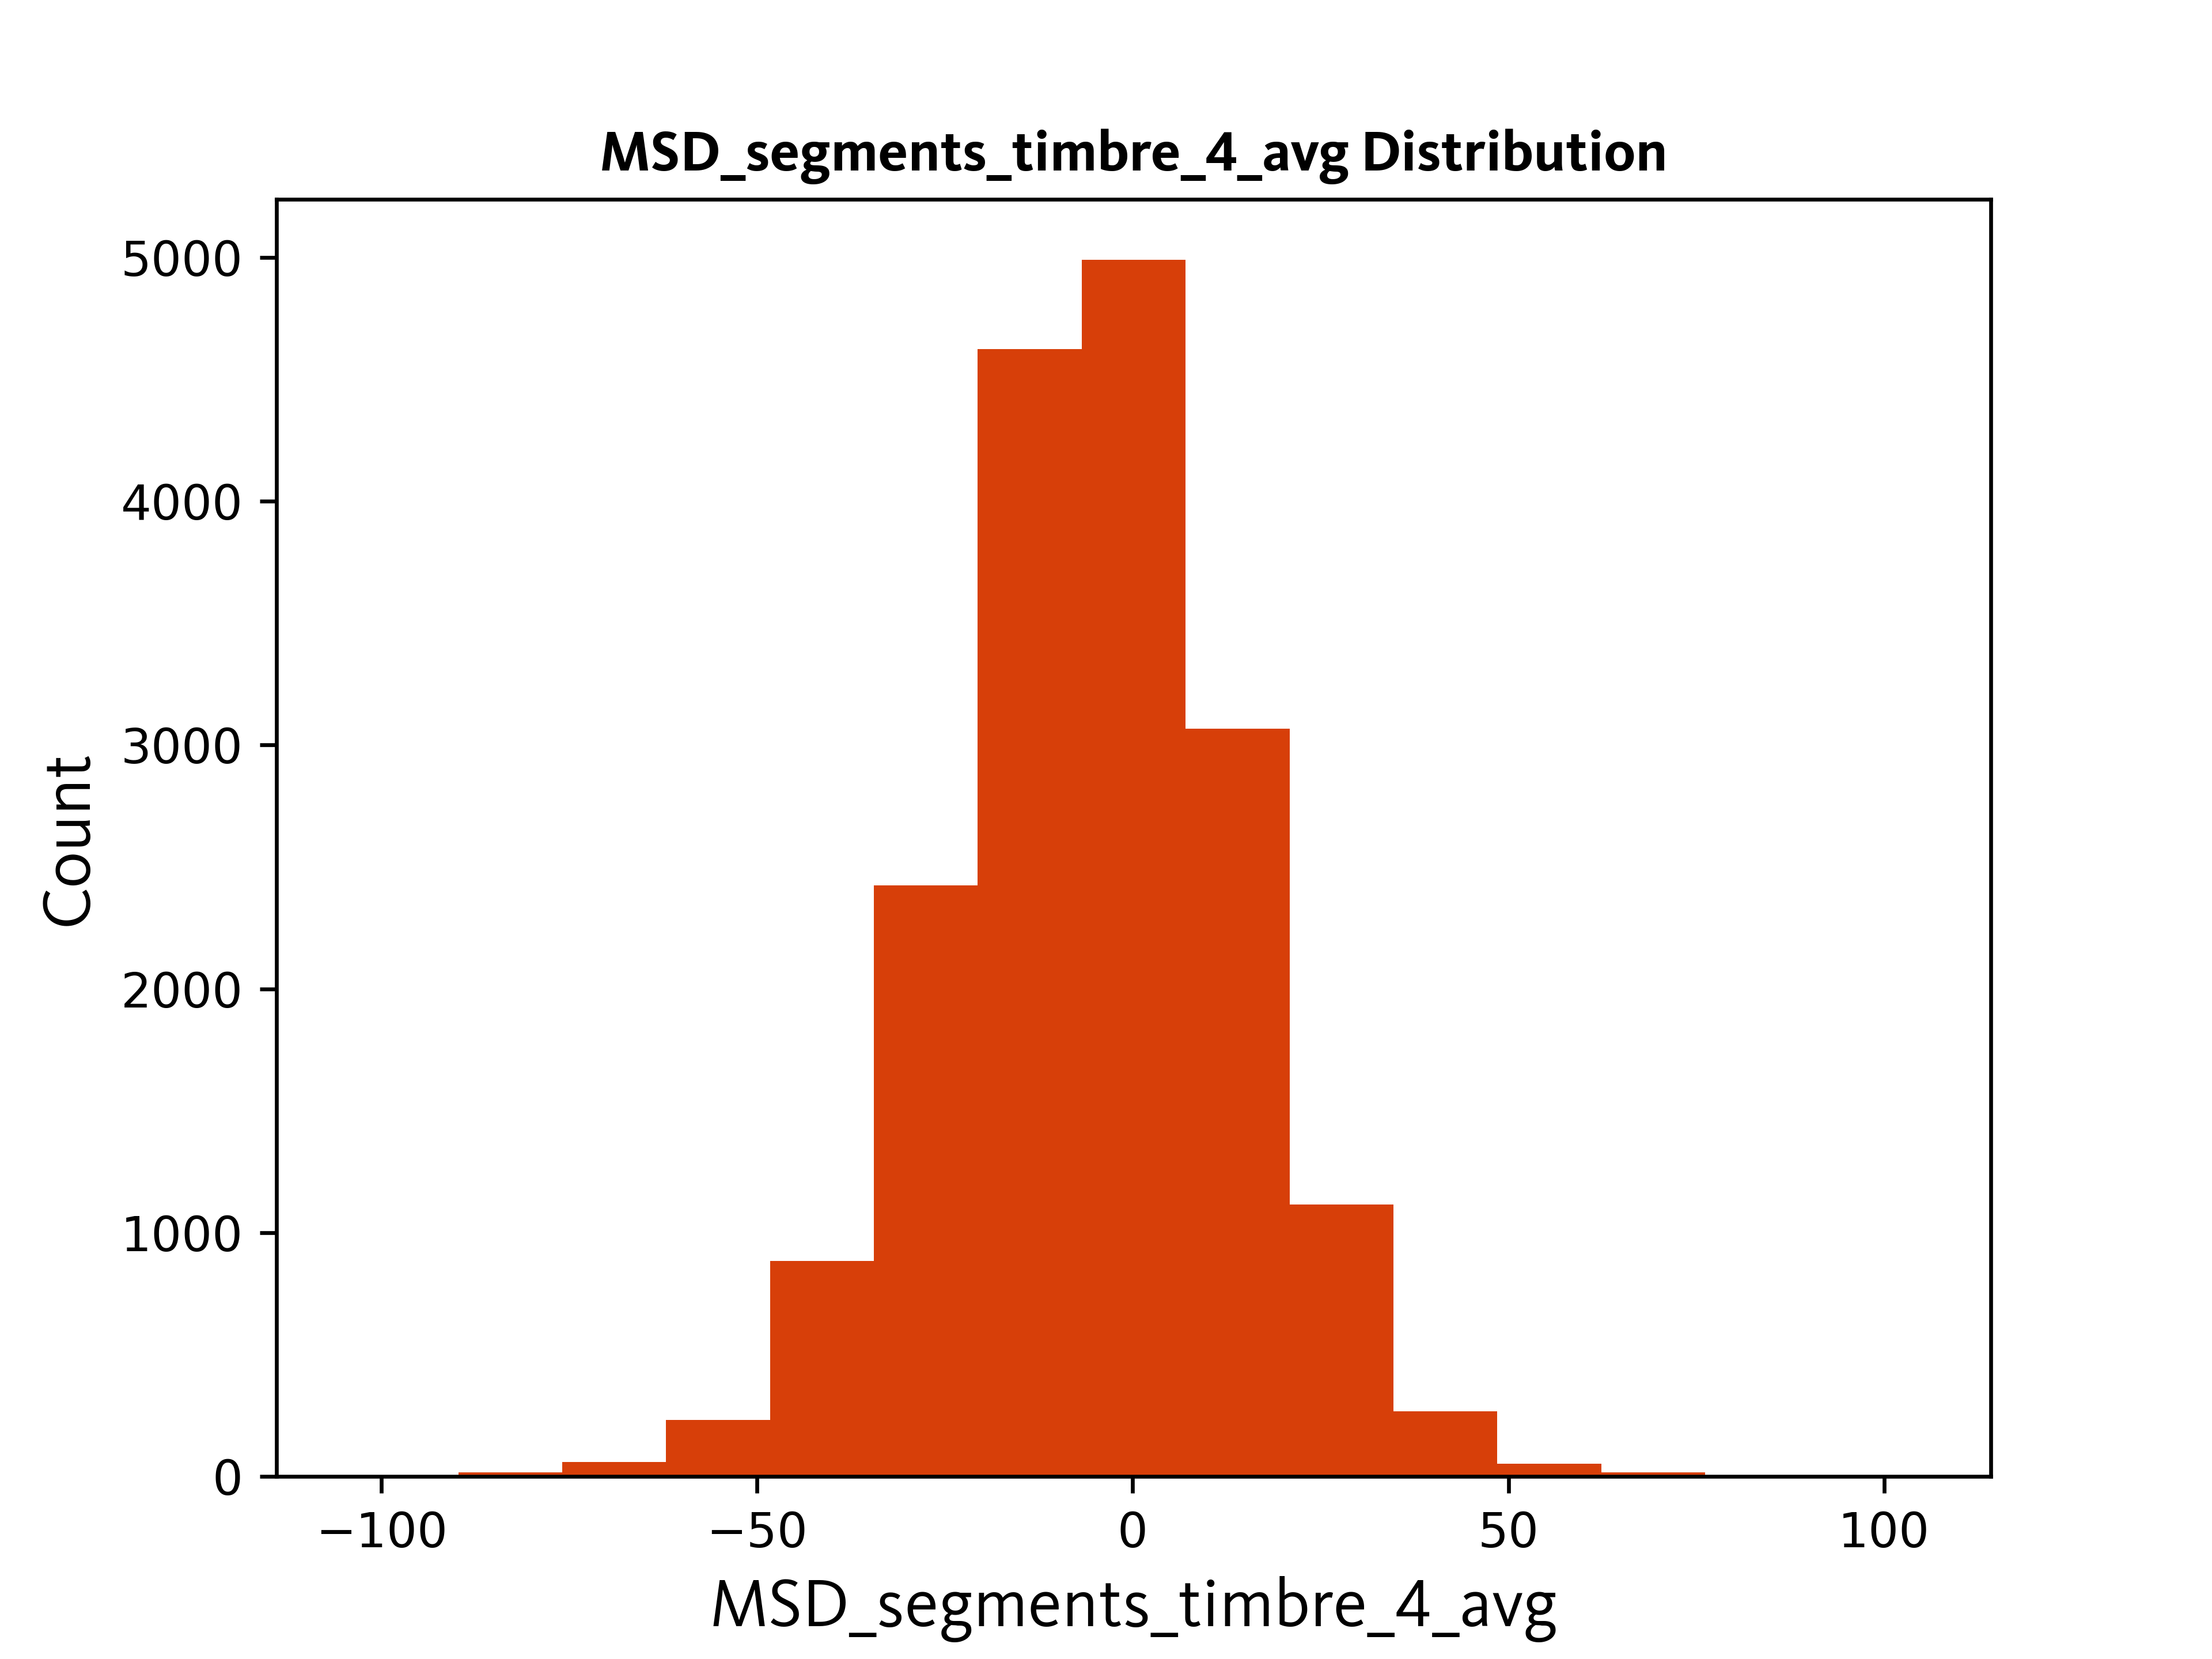 MSD_segments_timbre_4_avg Distribution
Count
5000
4000
3000
2000
1000
0
−100 −50 0 50 100
MSD_segments_timbre_4_avg